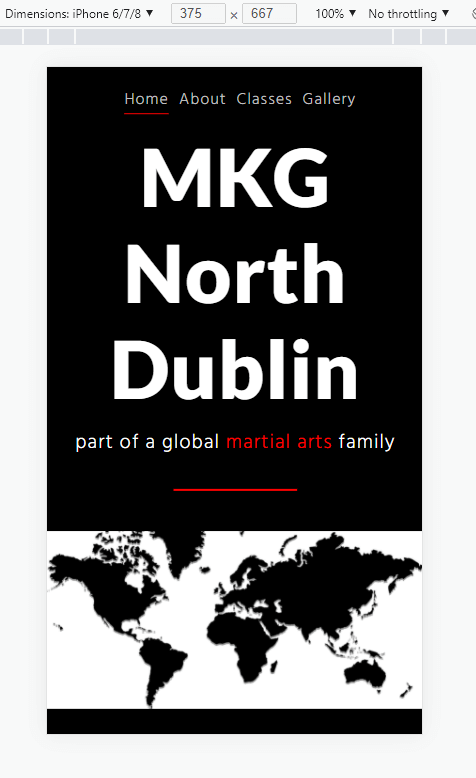 Dimensions: iPhone 6/7/8 ▼ 375 × 667 100% ▼ No throttling ▼
Home About Classes Gallery
MKG
North
Dublin
part of a global martial arts family